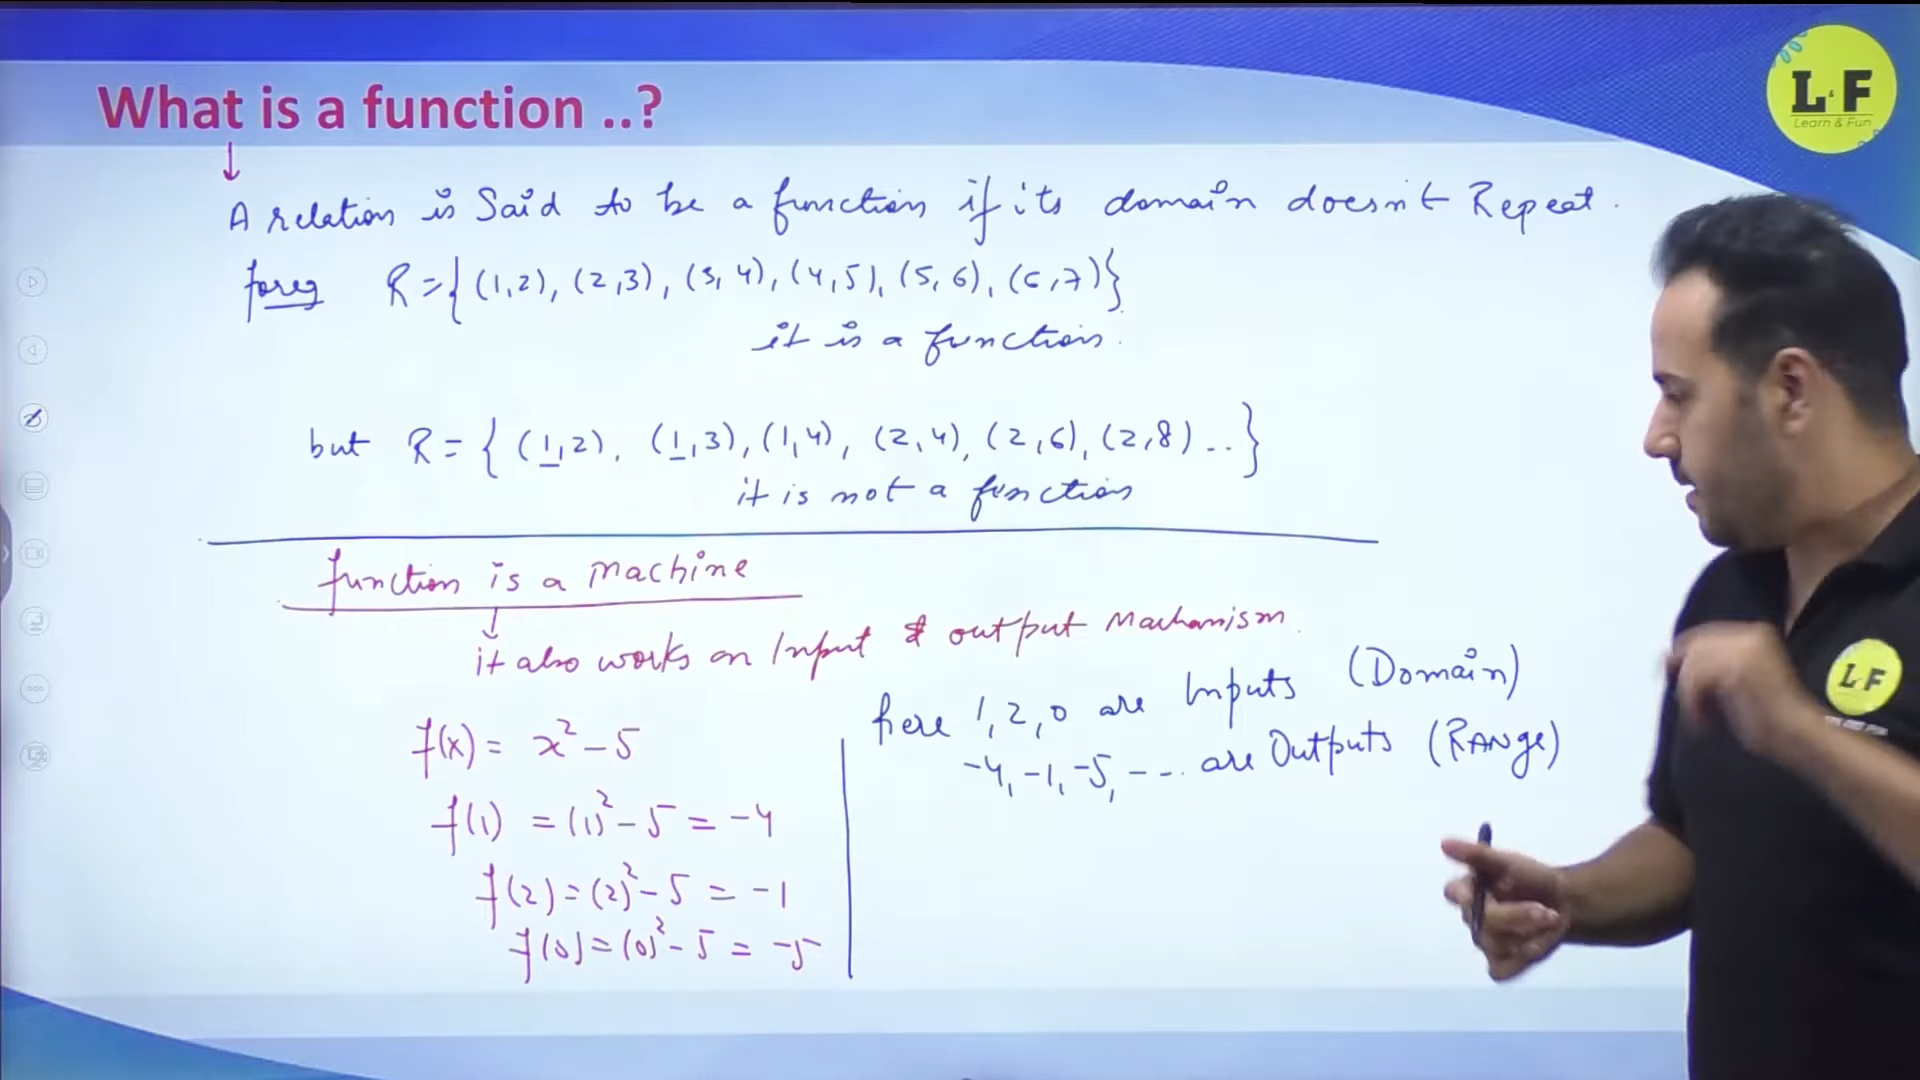 What is a function ..?
L&F
Learn & Fun
A relation is Said to be a function if its domain doesn't Repeat.
foreg R={(1,2), (2,3), (3,4), (4,5), (5,6), (6,7)}
it is a function.
but R = { (1,2), (1,3), (1,4), (2,4), (2,6), (2,8) ..}
it is not a function
function is a machine
it also works on Input & output Machanism.
here 1, 2, 0 are Inputs (Domain)
-4, -1, -5, --.. are Outputs (RANge)
f(x) = x² - 5
f(1) = (1)² - 5 = -4
f(2) = (2)² - 5 = -1
f(0) = (0)² - 5 = -5
L&F